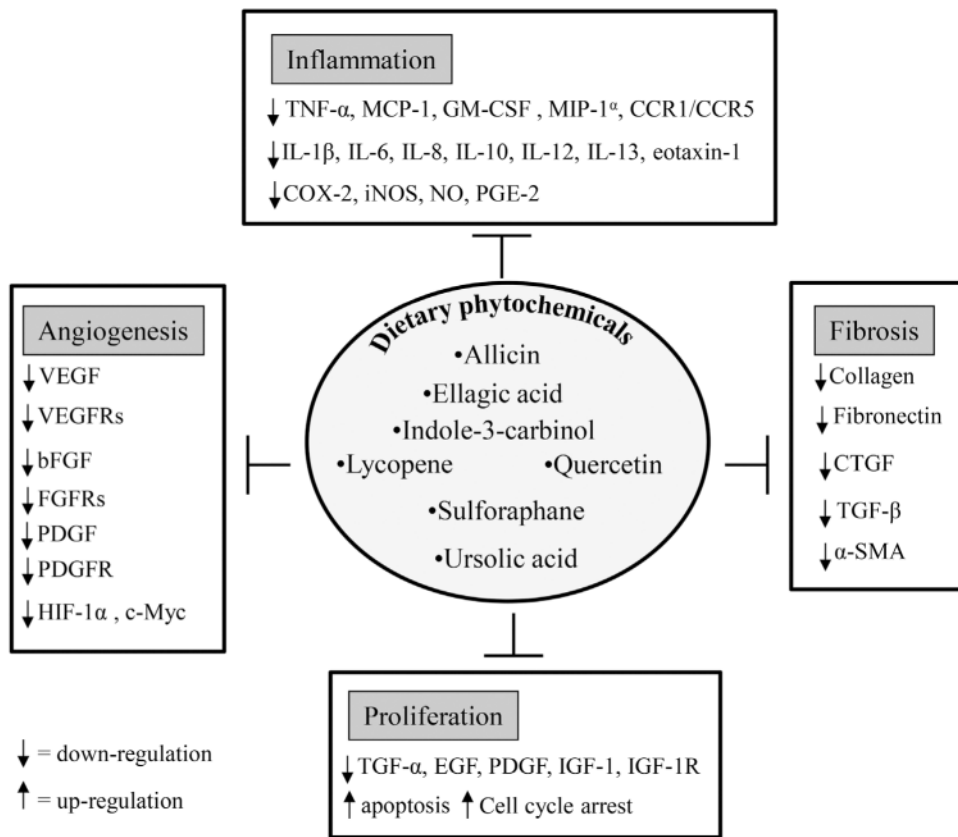 Inflammation
↓ TNF-α, MCP-1, GM-CSF , MIP-1ᵅ, CCR1/CCR5
↓ IL-1β, IL-6, IL-8, IL-10, IL-12, IL-13, eotaxin-1
↓ COX-2, iNOS, NO, PGE-2
Angiogenesis
↓ VEGF
↓ VEGFRs
↓ bFGF
↓ FGFRs
↓ PDGF
↓ PDGFR
↓ HIF-1α , c-Myc
Dietary phytochemicals
•Allicin
•Ellagic acid
•Indole-3-carbinol
•Lycopene •Quercetin
•Sulforaphane
•Ursolic acid
Fibrosis
↓ Collagen
↓ Fibronectin
↓ CTGF
↓ TGF-β
↓ α-SMA
Proliferation
↓ TGF-α, EGF, PDGF, IGF-1, IGF-1R
↑ apoptosis ↑ Cell cycle arrest
↓ = down-regulation
↑ = up-regulation